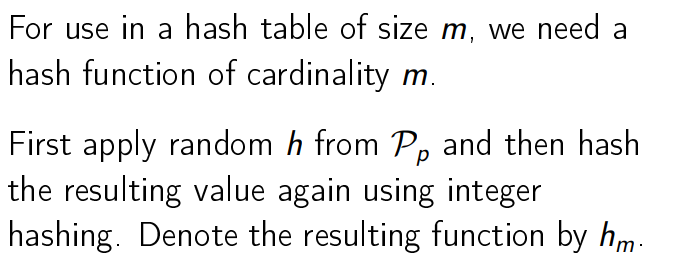 For use in a hash table of size m, we need a
hash function of cardinality m.
First apply random h from 𝒫ₚ and then hash
the resulting value again using integer
hashing. Denote the resulting function by hₘ.